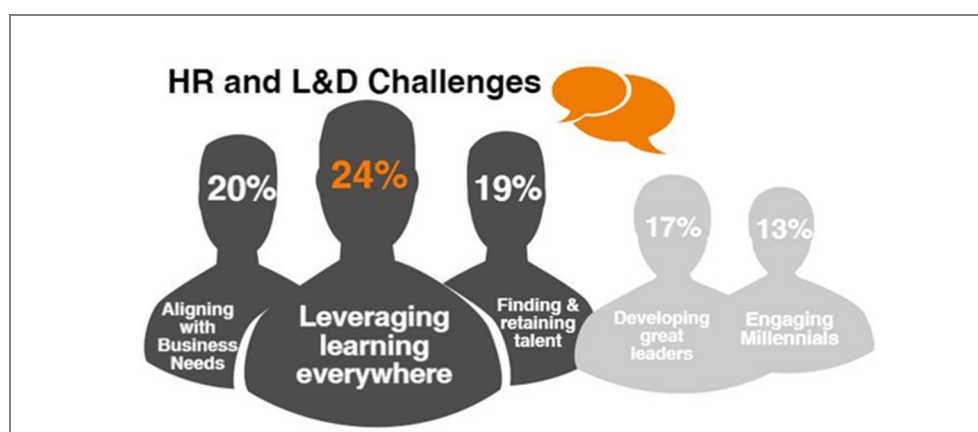 HR and L&D Challenges
20%
Aligning
with
Business
Needs
24%
Leveraging
learning
everywhere
19%
Finding &
retaining
talent
17%
Developing
great
leaders
13%
Engaging
Millennials